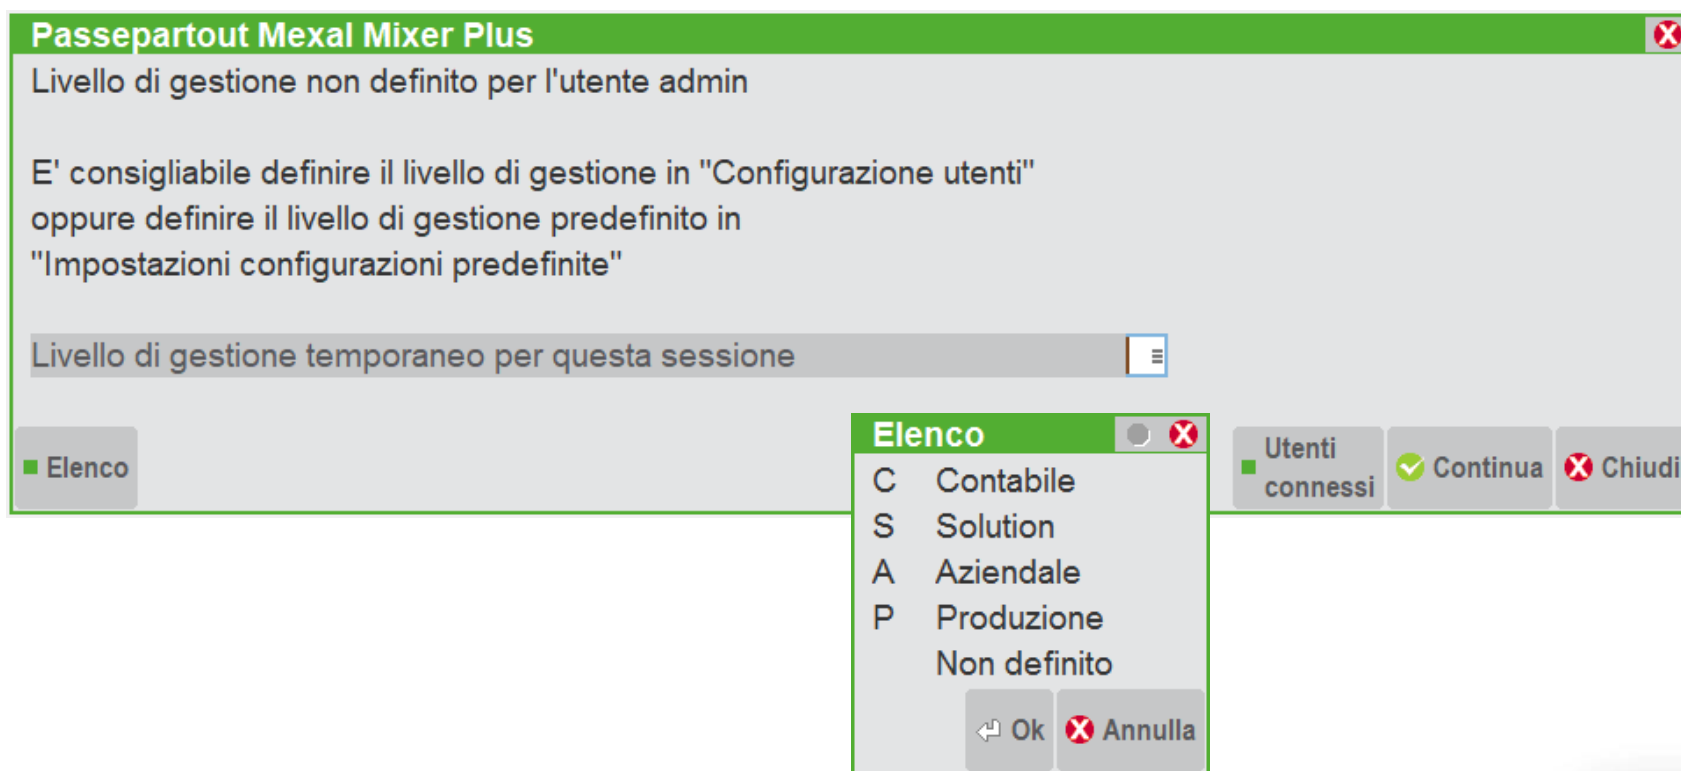 Passepartout Mexal Mixer Plus
Livello di gestione non definito per l'utente admin
E' consigliabile definire il livello di gestione in "Configurazione utenti"
oppure definire il livello di gestione predefinito in
"Impostazioni configurazioni predefinite"
Livello di gestione temporaneo per questa sessione
Elenco
Utenti
connessi
Continua
Chiudi
Elenco
C Contabile
S Solution
A Aziendale
P Produzione
Non definito
Ok Annulla